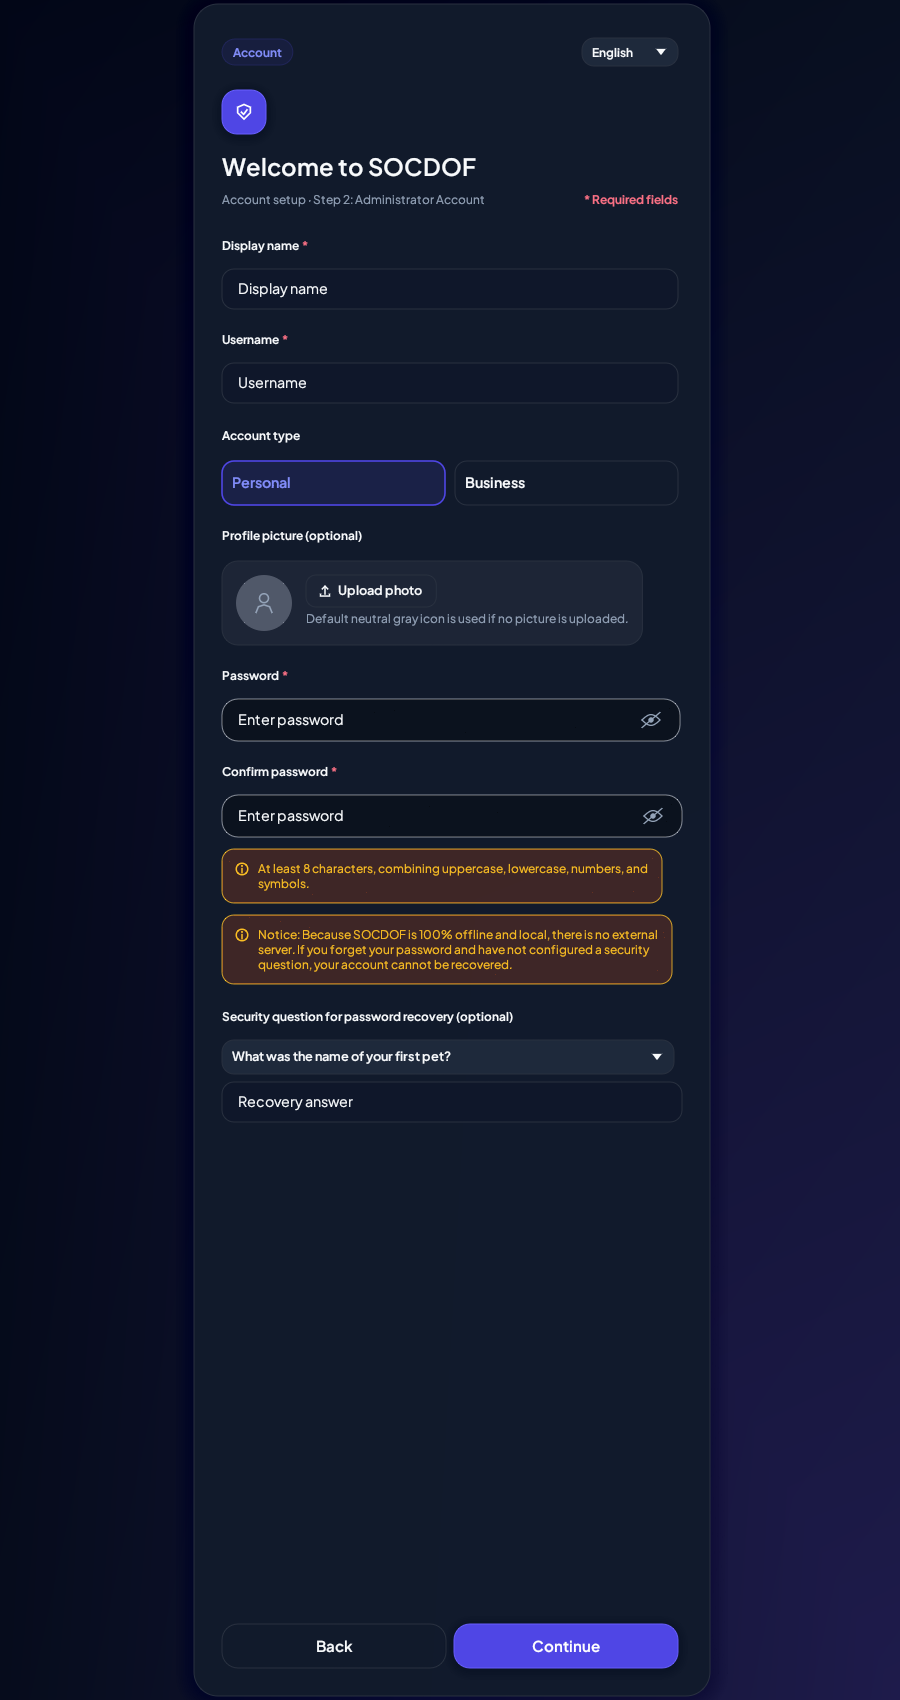 Account
English
Welcome to SOCDOF
Account setup · Step 2: Administrator Account
* Required fields
Display name *
Display name
Username *
Username
Account type
Personal
Business
Profile picture (optional)
Upload photo
Default neutral gray icon is used if no picture is uploaded.
Password *
Enter password
Confirm password *
Enter password
At least 8 characters, combining uppercase, lowercase, numbers, and
symbols.
Notice: Because SOCDOF is 100% offline and local, there is no external
server. If you forget your password and have not configured a security
question, your account cannot be recovered.
Security question for password recovery (optional)
What was the name of your first pet?
Recovery answer
Back
Continue